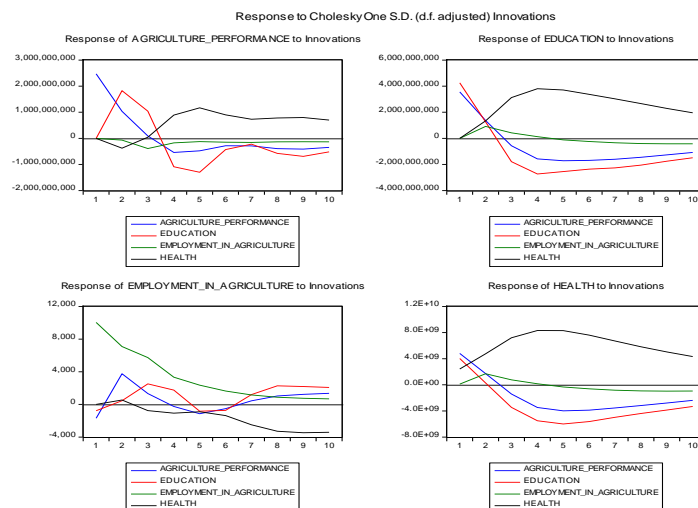 Response to Cholesky One S.D. (d.f. adjusted) Innovations
Response of AGRICULTURE_PERFORMANCE to Innovations
3,000,000,000
2,000,000,000
1,000,000,000
0
-1,000,000,000
-2,000,000,000
1 2 3 4 5 6 7 8 9 10
AGRICULTURE_PERFORMANCE
EDUCATION
EMPLOYMENT_IN_AGRICULTURE
HEALTH
Response of EDUCATION to Innovations
6,000,000,000
4,000,000,000
2,000,000,000
0
-2,000,000,000
-4,000,000,000
1 2 3 4 5 6 7 8 9 10
AGRICULTURE_PERFORMANCE
EDUCATION
EMPLOYMENT_IN_AGRICULTURE
HEALTH
Response of EMPLOYMENT_IN_AGRICULTURE to Innovations
12,000
8,000
4,000
0
-4,000
1 2 3 4 5 6 7 8 9 10
AGRICULTURE_PERFORMANCE
EDUCATION
EMPLOYMENT_IN_AGRICULTURE
HEALTH
Response of HEALTH to Innovations
1.2E+10
8.0E+09
4.0E+09
0.0E+00
-4.0E+09
-8.0E+09
1 2 3 4 5 6 7 8 9 10
AGRICULTURE_PERFORMANCE
EDUCATION
EMPLOYMENT_IN_AGRICULTURE
HEALTH